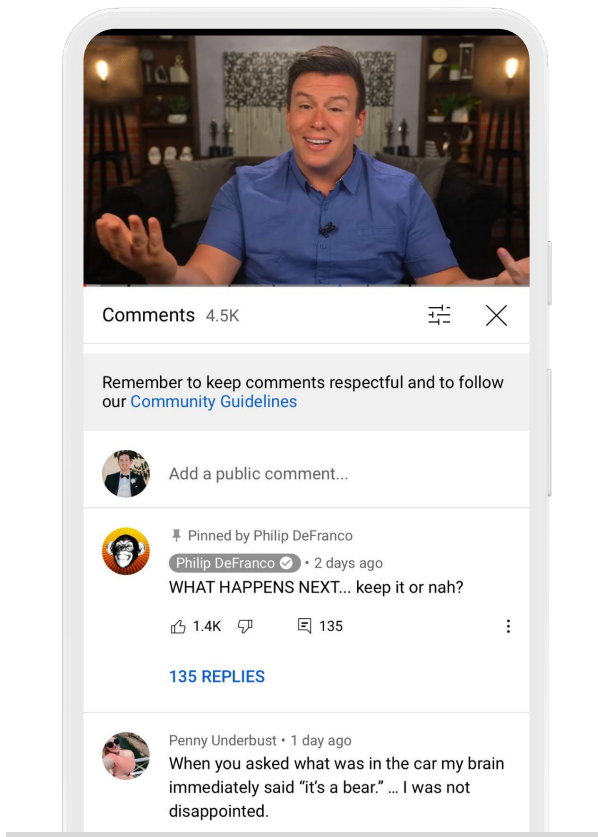 Comments 4.5K
Remember to keep comments respectful and to follow
our Community Guidelines
Add a public comment...
Pinned by Philip DeFranco
Philip DeFranco • 2 days ago
WHAT HAPPENS NEXT... keep it or nah?
1.4K 135
135 REPLIES
Penny Underbust • 1 day ago
When you asked what was in the car my brain
immediately said “it’s a bear.” ... I was not
disappointed.